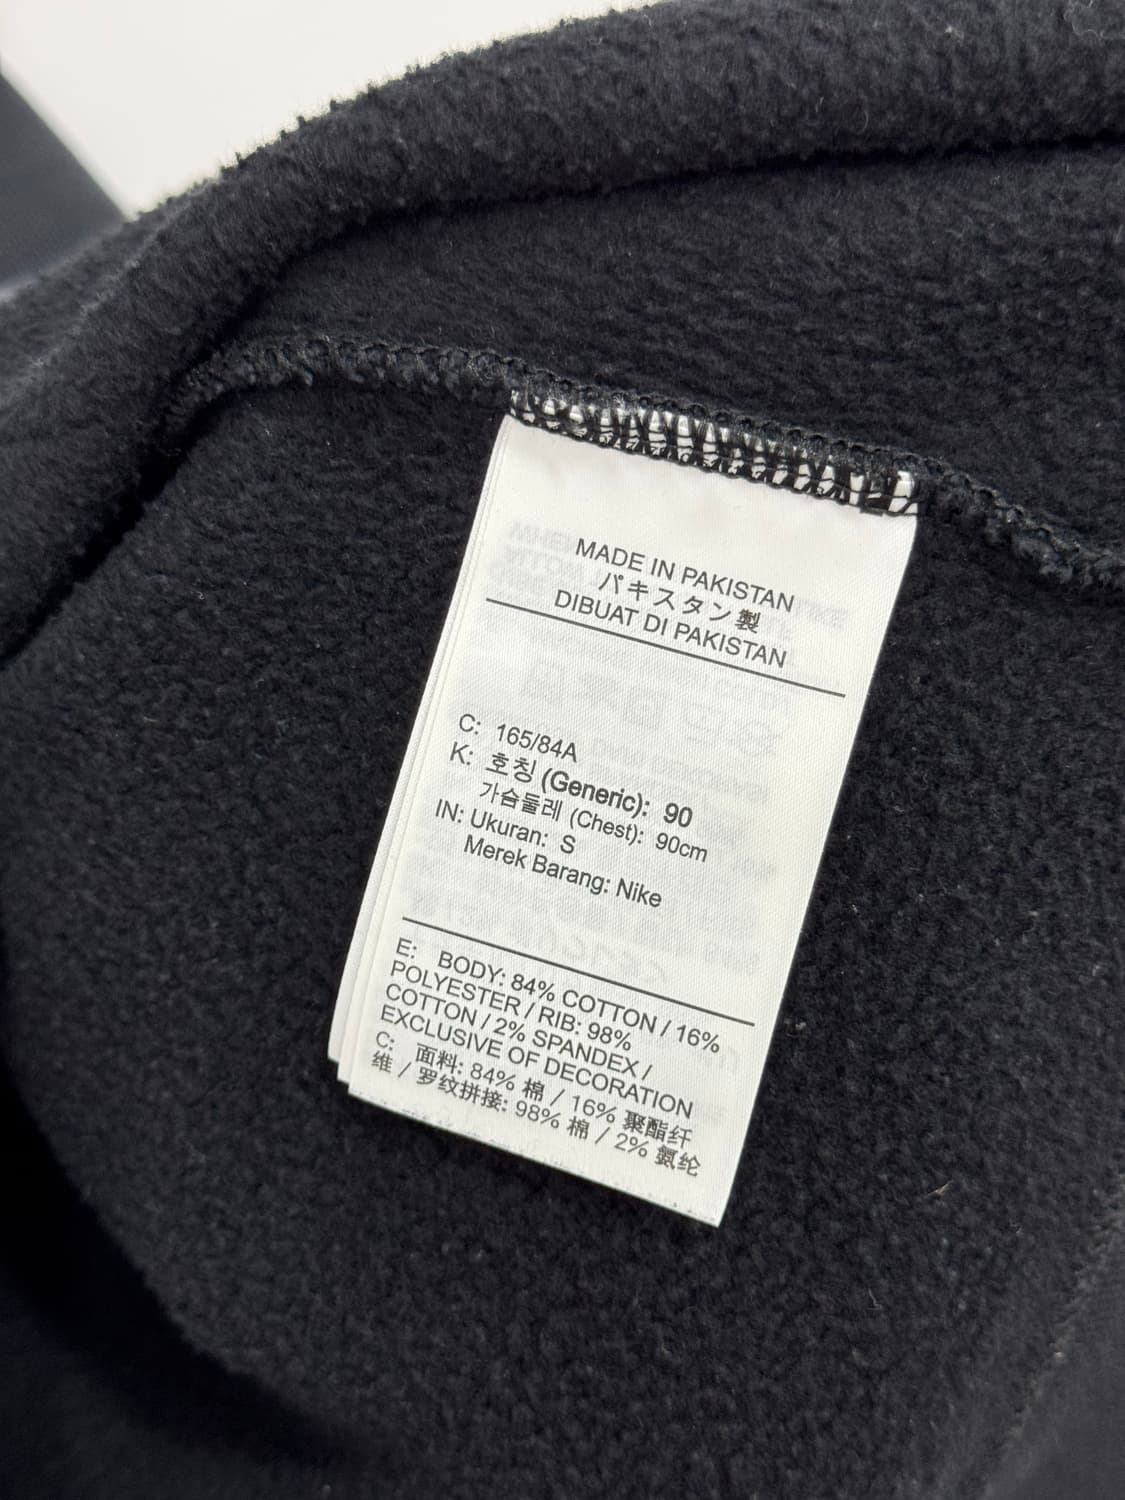 MADE IN PAKISTAN
パキスタン製
DIBUAT DI PAKISTAN
C: 165/84A
K: 호칭 (Generic): 90
가슴둘레 (Chest): 90cm
IN: Ukuran: S
Merek Barang: Nike
E: BODY: 84% COTTON / 16%
POLYESTER / RIB: 98%
COTTON / 2% SPANDEX /
EXCLUSIVE OF DECORATION
C: 面料: 84% 棉 / 16% 聚酯纤
维 / 罗纹拼接: 98% 棉 / 2% 氨纶